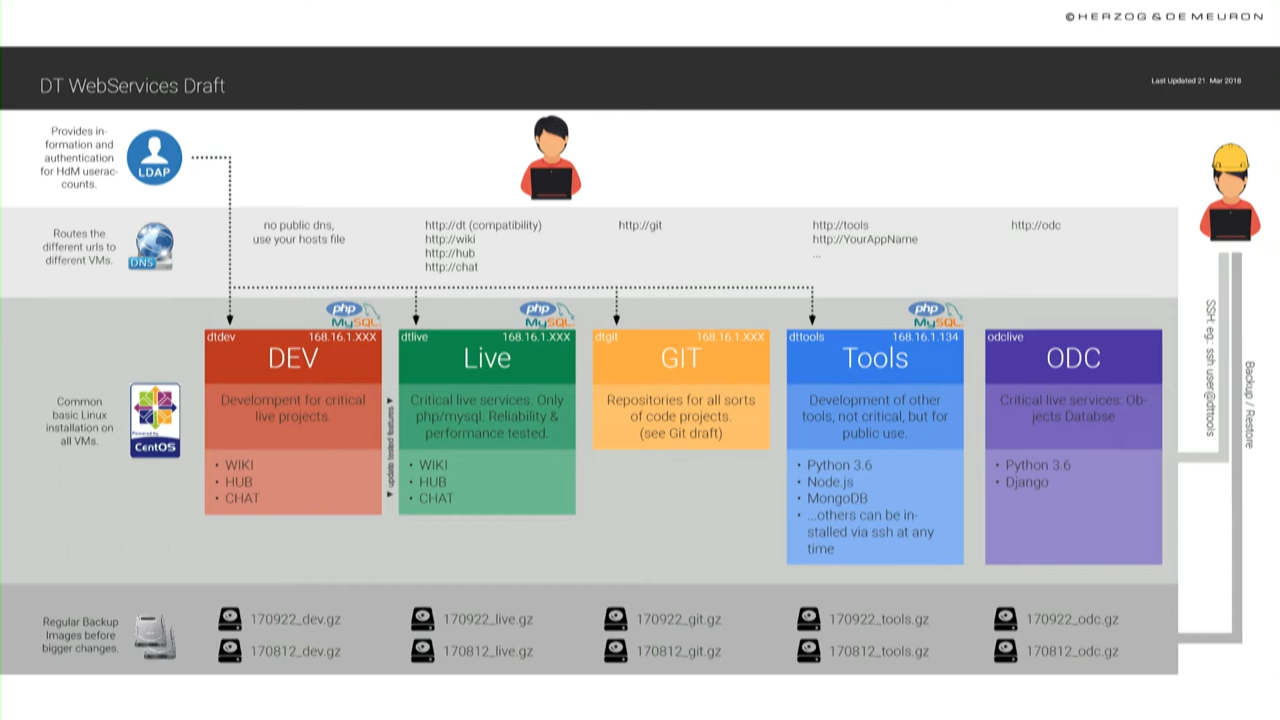 ©HERZOG & DE MEURON
DT WebServices Draft
Last Updated 21. Mar 2018
Provides in-
formation and
authentication
for HdM userac-
counts.
LDAP
Routes the
different urls to
different VMs.
DNS
no public dns,
use your hosts file
http://dt (compatibility)
http://wiki
http://hub
http://chat
http://git
http://tools
http://YourAppName
...
http://odc
php
MySQL
php
MySQL
php
MySQL
dtdev
168.16.1.XXX
DEV
Develompent for critical
live projects.
• WIKI
• HUB
• CHAT
▼ update tested features ▼
dtlive
168.16.1.XXX
Live
Critical live services. Only
php/mysql. Reliability &
performance tested.
• WIKI
• HUB
• CHAT
dtgit
168.16.1.XXX
GIT
Repositories for all sorts
of code projects.
(see Git draft)
dttools
168.16.1.134
Tools
Development of other
tools, not critical, but for
public use.
• Python 3.6
• Node.js
• MongoDB
• ...others can be in-
stalled via ssh at any
time
odclive
ODC
Critical live services: Ob-
jects Databse
• Python 3.6
• Django
SSH: eg.: ssh user@dttools
Backup / Restore
Common
basic Linux
installation on
all VMs.
Powered by
CentOS
Regular Backup
Images before
bigger changes.
170922_dev.gz
170922_live.gz
170922_git.gz
170922_tools.gz
170922_odc.gz
170812_dev.gz
170812_live.gz
170812_git.gz
170812_tools.gz
170812_odc.gz